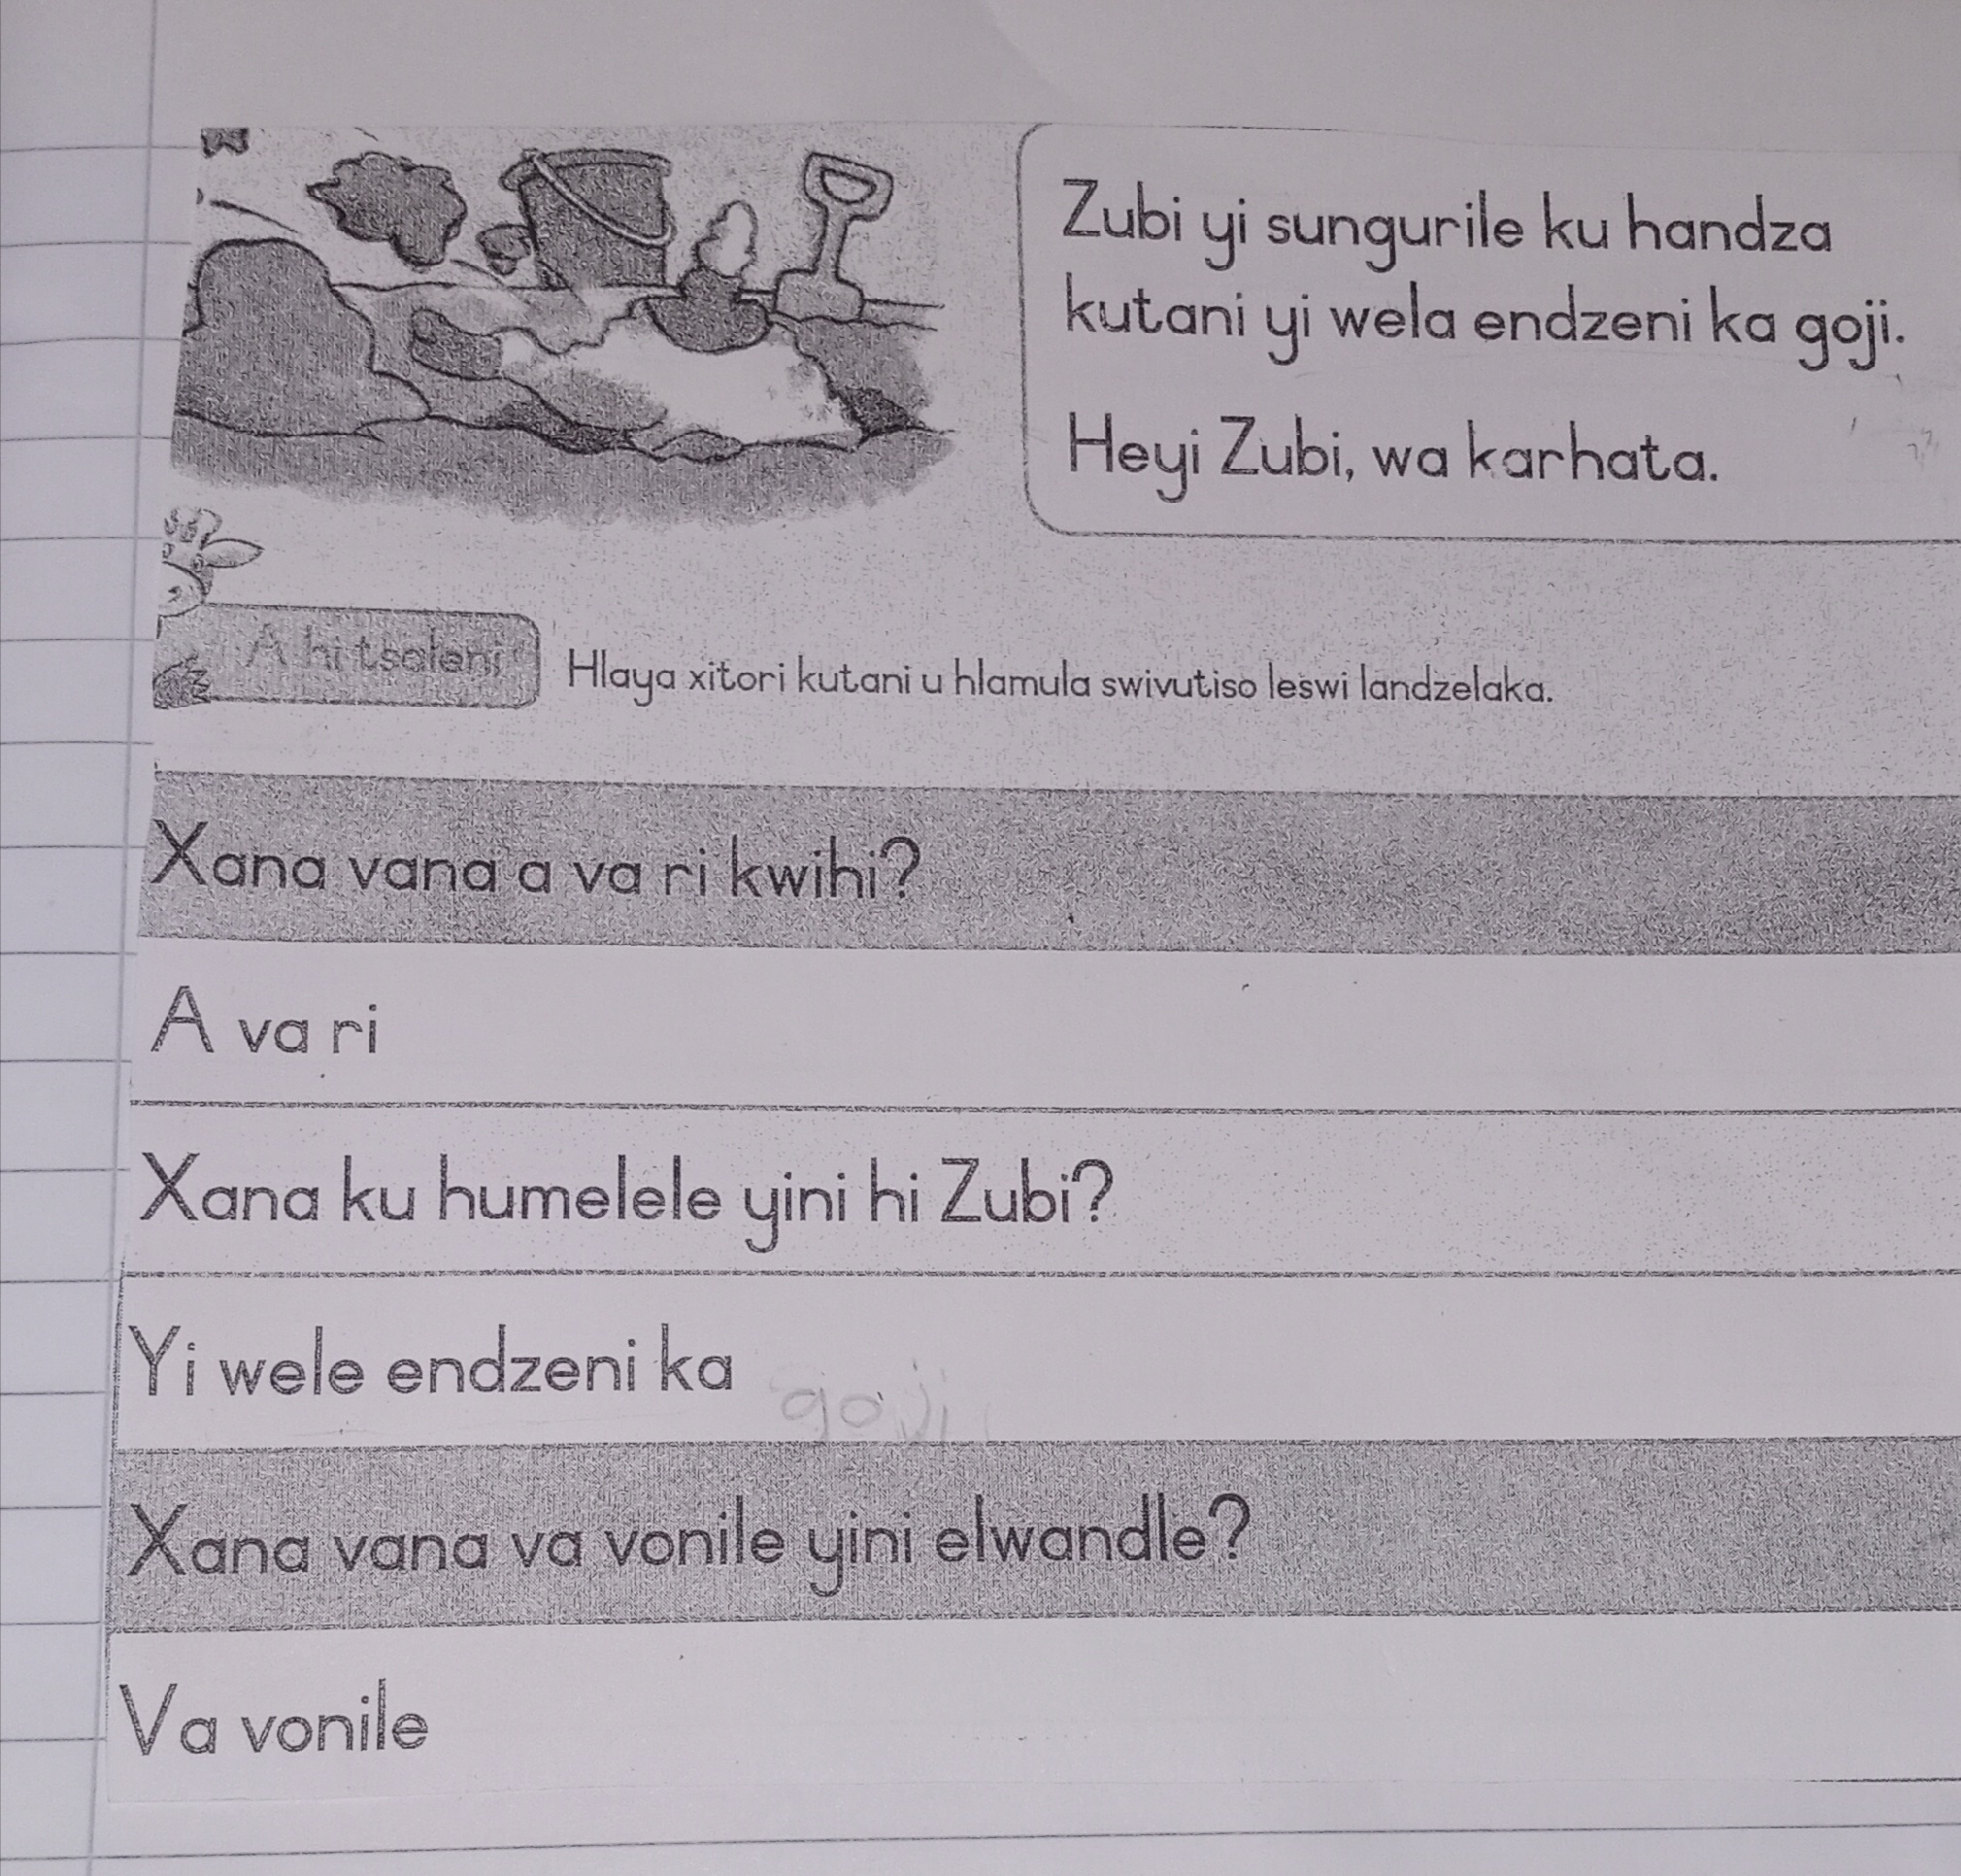 Zubi yi sungurile ku handza
kutani yi wela endzeni ka goji.
Heyi Zubi, wa karhata.
A hi tsaleni
Hlaya xitori kutani u hlamula swivutiso leswi landzelaka.
Xana vana a va ri kwihi?
A va ri
Xana ku humelele yini hi Zubi?
Yi wele endzeni ka goji
Xana vana va vonile yini elwandle?
Va vonile